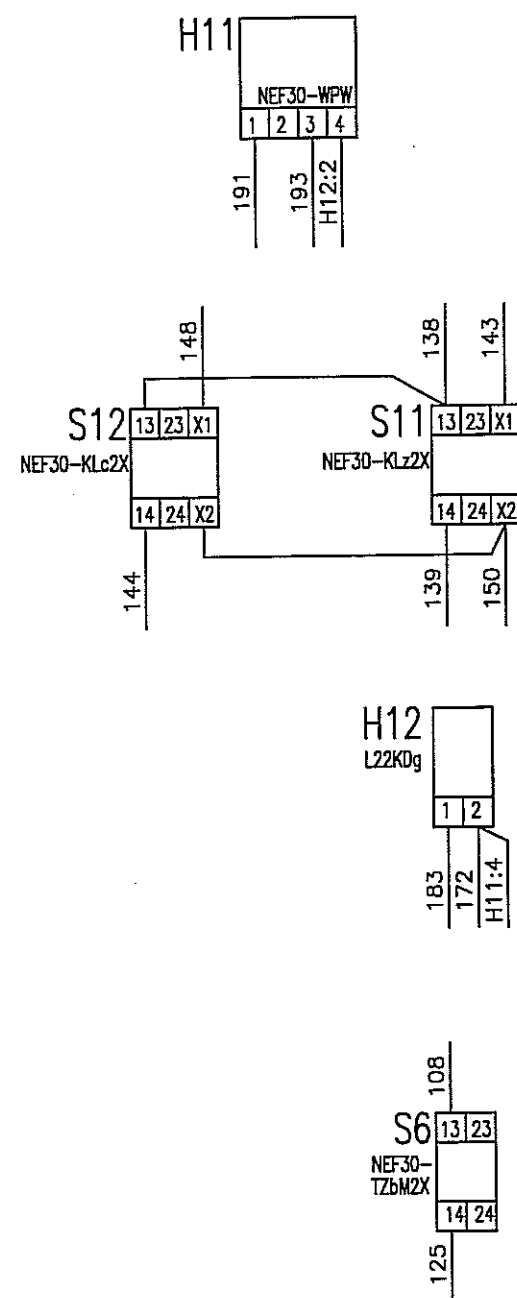 H11
NEF30-WPW
1 2 3 4
191
193
H12:2
148
138
143
S12
13 23 X1
NEF30-KLc2X
14 24 X2
144
S11
13 23 X1
NEF30-KLz2X
14 24 X2
139
150
H12
L22KDg
1 2
183
172
H11:4
108
S6
13 23
NEF30-
TZbM2X
14 24
125